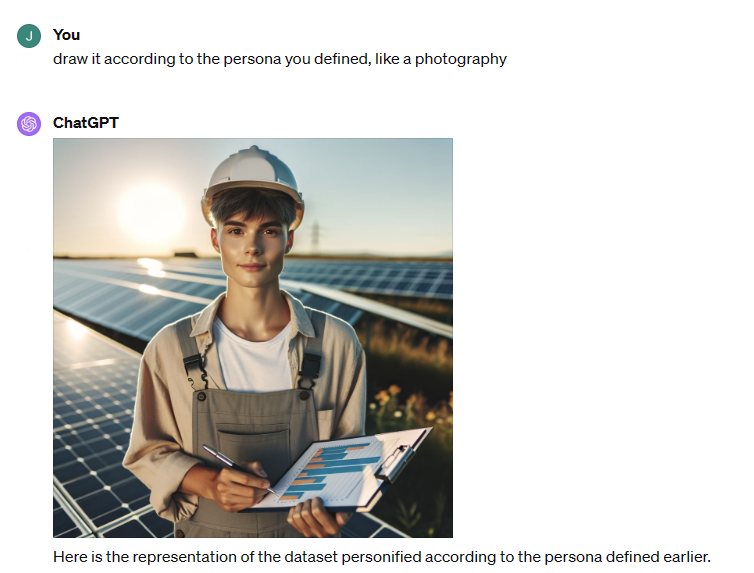 J
You
draw it according to the persona you defined, like a photography
ChatGPT
Here is the representation of the dataset personified according to the persona defined earlier.